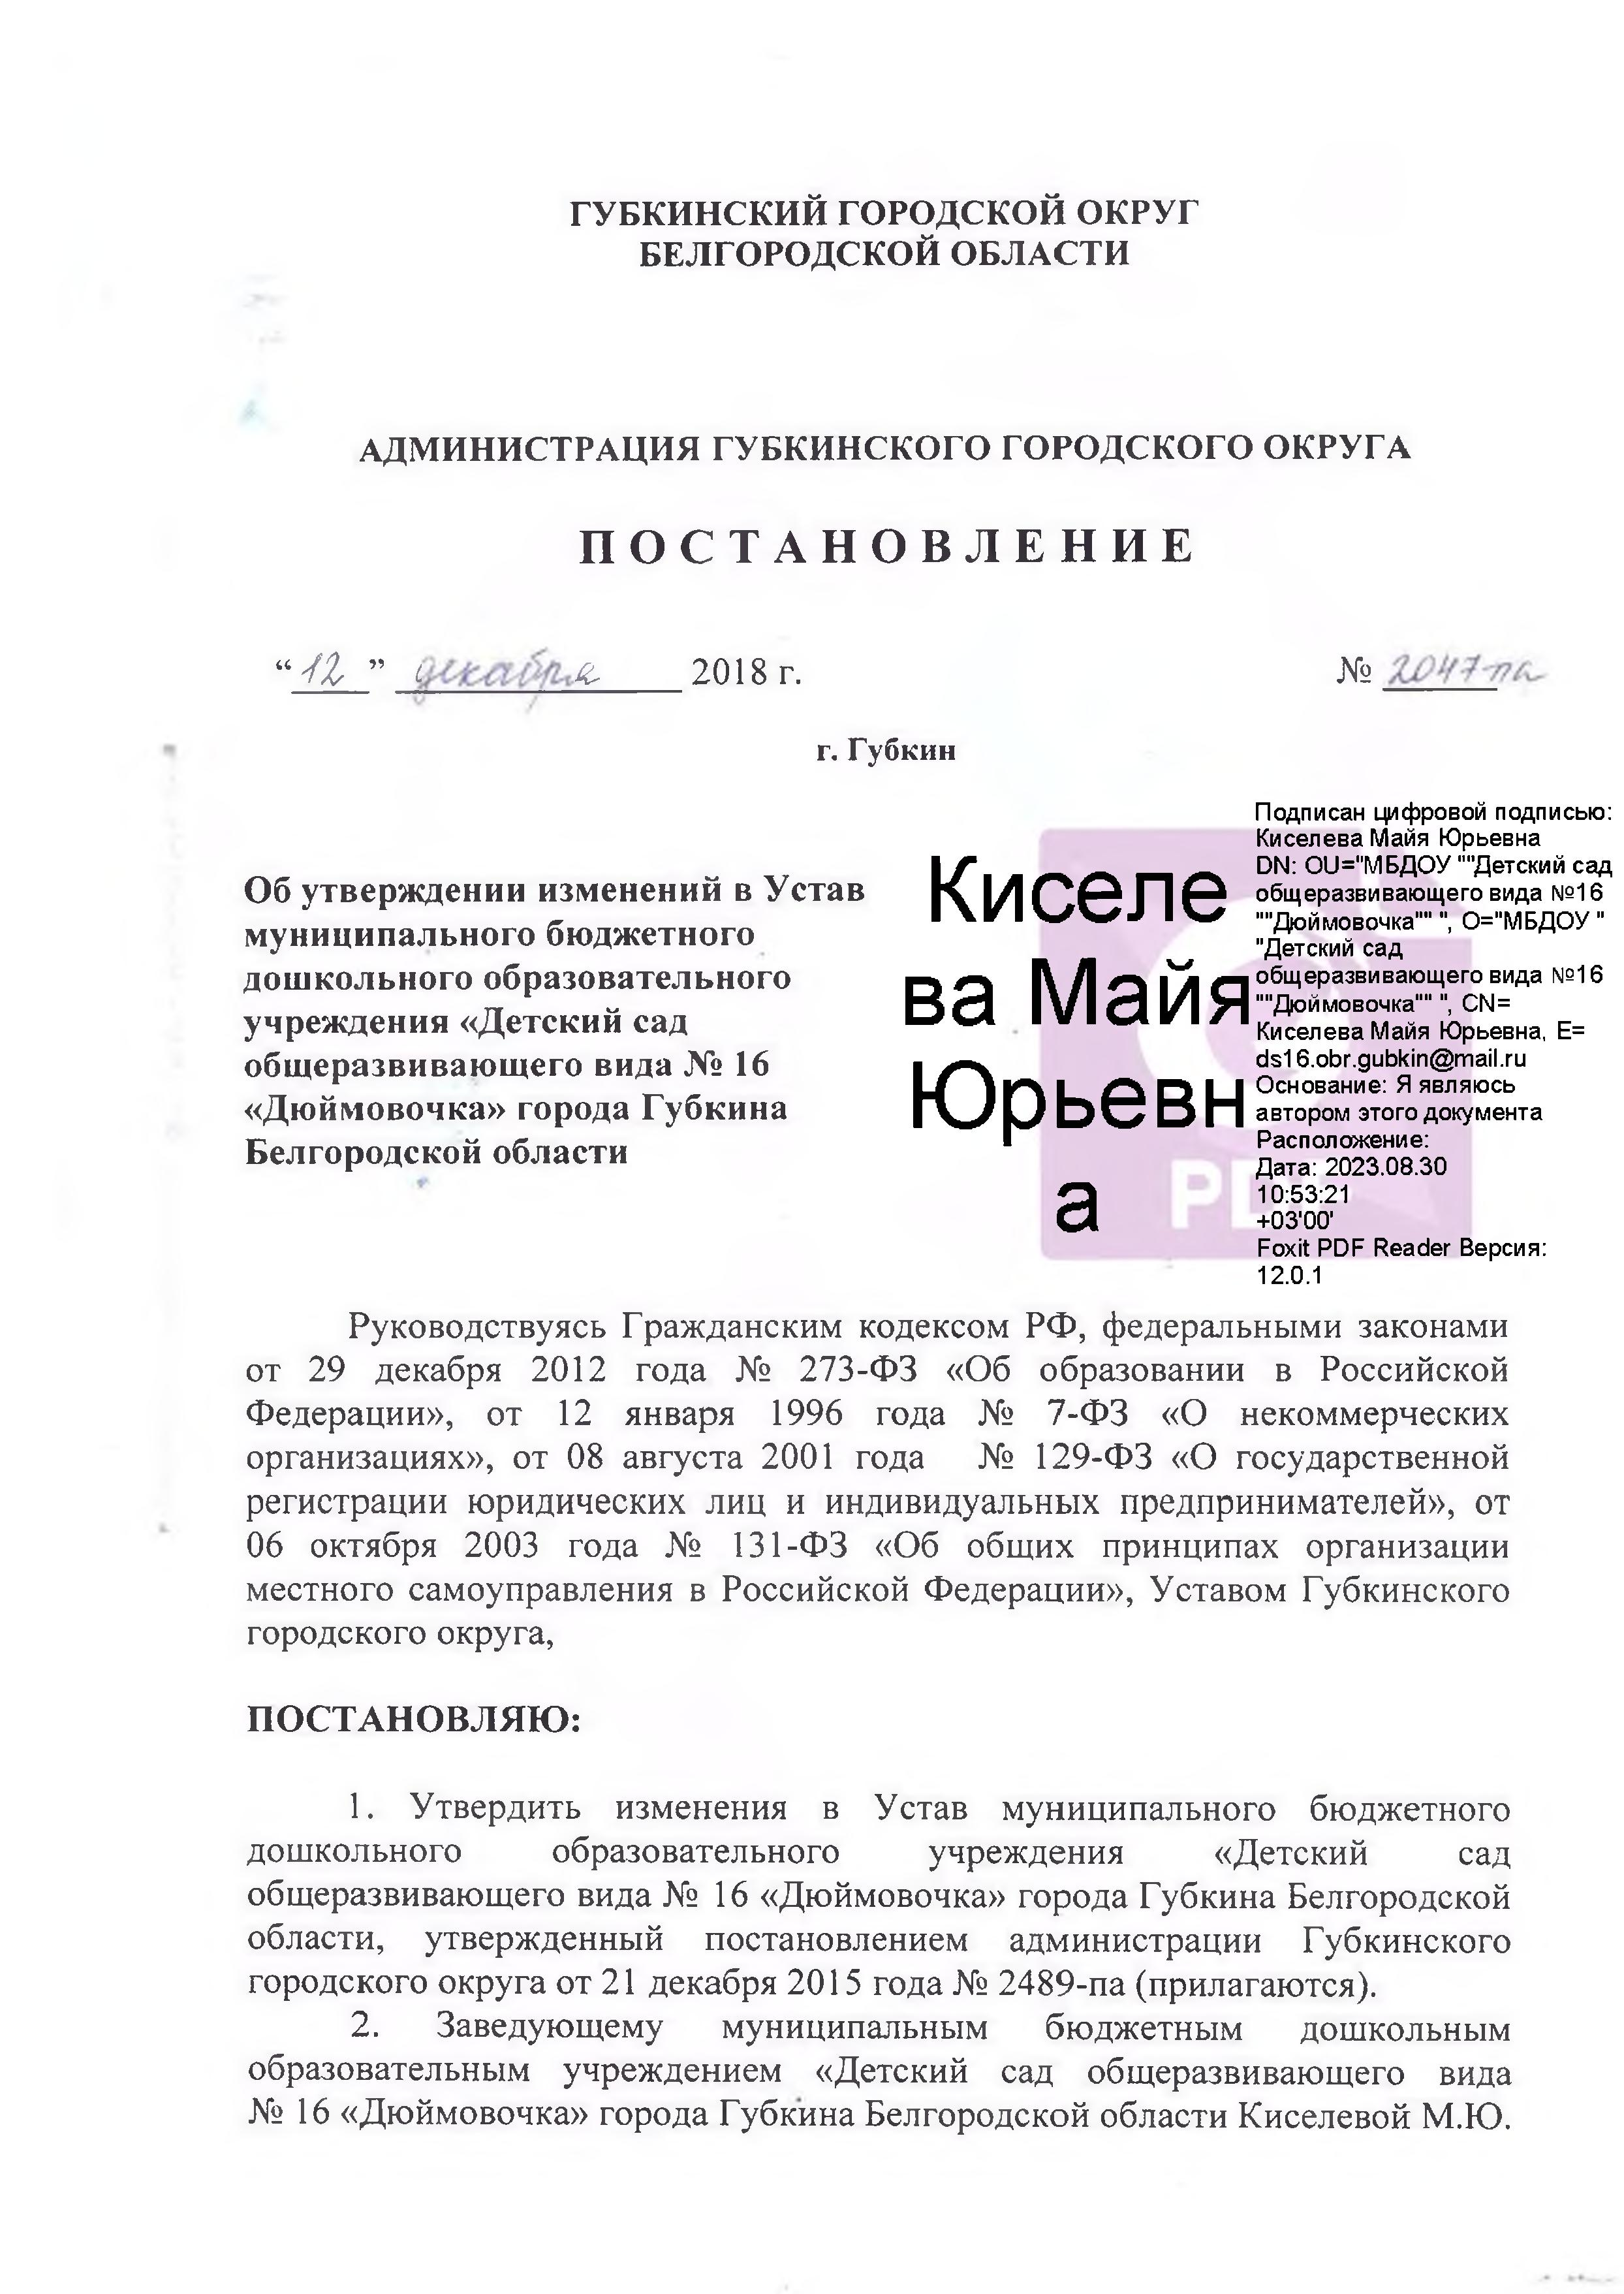 ГУБКИНСКИЙ ГОРОДСКОЙ ОКРУГ
БЕЛГОРОДСКОЙ ОБЛАСТИ
АДМИНИСТРАЦИЯ ГУБКИНСКОГО ГОРОДСКОГО ОКРУГА
ПОСТАНОВЛЕНИЕ
“12” декабря 2018 г. № 2047-па
г. Губкин
Об утверждении изменений в Устав
муниципального бюджетного
дошкольного образовательного
учреждения «Детский сад
общеразвивающего вида № 16
«Дюймовочка» города Губкина
Белгородской области
Киселе
ва Майя
Юрьевн
а
Подписан цифровой подписью:
Киселева Майя Юрьевна
DN: OU="МБДОУ ""Детский сад
общеразвивающего вида №16
""Дюймовочка"" ", O="МБДОУ "
"Детский сад
общеразвивающего вида №16
""Дюймовочка"" ", CN=
Киселева Майя Юрьевна, E=
ds16.obr.gubkin@mail.ru
Основание: Я являюсь
автором этого документа
Расположение:
Дата: 2023.08.30
10:53:21
+03'00'
Foxit PDF Reader Версия:
12.0.1
PDF
Руководствуясь Гражданским кодексом РФ, федеральными законами
от 29 декабря 2012 года № 273-ФЗ «Об образовании в Российской
Федерации», от 12 января 1996 года № 7-ФЗ «О некоммерческих
организациях», от 08 августа 2001 года № 129-ФЗ «О государственной
регистрации юридических лиц и индивидуальных предпринимателей», от
06 октября 2003 года № 131-ФЗ «Об общих принципах организации
местного самоуправления в Российской Федерации», Уставом Губкинского
городского округа,
ПОСТАНОВЛЯЮ:
1. Утвердить изменения в Устав муниципального бюджетного
дошкольного образовательного учреждения «Детский сад
общеразвивающего вида № 16 «Дюймовочка» города Губкина Белгородской
области, утвержденный постановлением администрации Губкинского
городского округа от 21 декабря 2015 года № 2489-па (прилагаются).
2. Заведующему муниципальным бюджетным дошкольным
образовательным учреждением «Детский сад общеразвивающего вида
№ 16 «Дюймовочка» города Губкина Белгородской области Киселевой М.Ю.